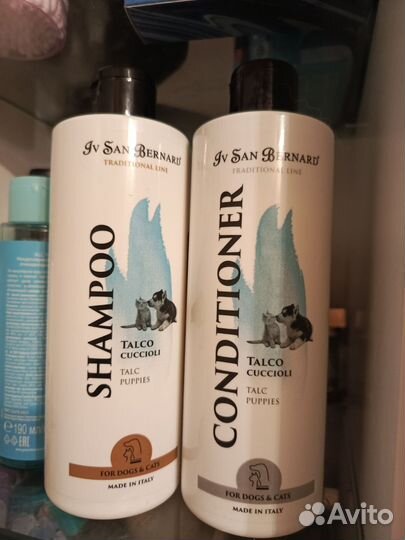 IV SAN BERNARD
TRADITIONAL LINE
SHAMPOO
TALCO
CUCCIOLI
TALC
PUPPIES
FOR DOGS & CATS
MADE IN ITALY
IV SAN BERNARD
TRADITIONAL LINE
CONDITIONER
TALCO
CUCCIOLI
TALC
PUPPIES
FOR DOGS & CATS
MADE IN ITALY
190 мл
Avito